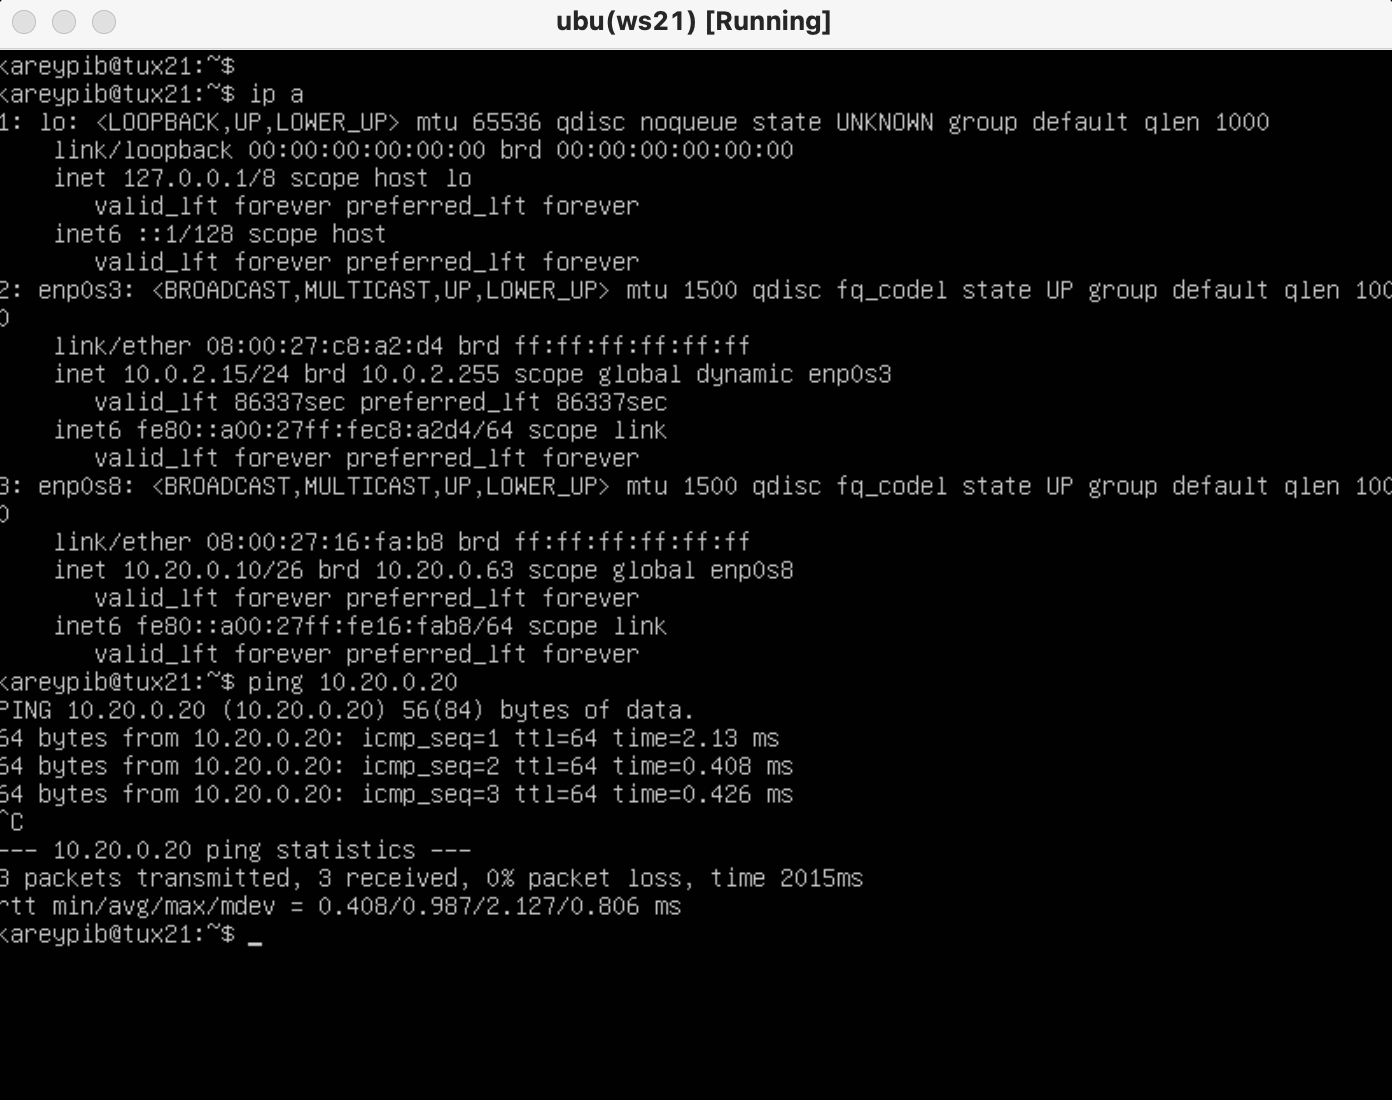 ubu(ws21) [Running]
kareypib@tux21:~$
kareypib@tux21:~$ ip a
1: lo: <LOOPBACK,UP,LOWER_UP> mtu 65536 qdisc noqueue state UNKNOWN group default qlen 1000
    link/loopback 00:00:00:00:00:00 brd 00:00:00:00:00:00
    inet 127.0.0.1/8 scope host lo
       valid_lft forever preferred_lft forever
    inet6 ::1/128 scope host
       valid_lft forever preferred_lft forever
2: enp0s3: <BROADCAST,MULTICAST,UP,LOWER_UP> mtu 1500 qdisc fq_codel state UP group default qlen 100
0
    link/ether 08:00:27:c8:a2:d4 brd ff:ff:ff:ff:ff:ff
    inet 10.0.2.15/24 brd 10.0.2.255 scope global dynamic enp0s3
       valid_lft 86337sec preferred_lft 86337sec
    inet6 fe80::a00:27ff:fec8:a2d4/64 scope link
       valid_lft forever preferred_lft forever
3: enp0s8: <BROADCAST,MULTICAST,UP,LOWER_UP> mtu 1500 qdisc fq_codel state UP group default qlen 100
0
    link/ether 08:00:27:16:fa:b8 brd ff:ff:ff:ff:ff:ff
    inet 10.20.0.10/26 brd 10.20.0.63 scope global enp0s8
       valid_lft forever preferred_lft forever
    inet6 fe80::a00:27ff:fe16:fab8/64 scope link
       valid_lft forever preferred_lft forever
kareypib@tux21:~$ ping 10.20.0.20
PING 10.20.0.20 (10.20.0.20) 56(84) bytes of data.
64 bytes from 10.20.0.20: icmp_seq=1 ttl=64 time=2.13 ms
64 bytes from 10.20.0.20: icmp_seq=2 ttl=64 time=0.408 ms
64 bytes from 10.20.0.20: icmp_seq=3 ttl=64 time=0.426 ms
^C
--- 10.20.0.20 ping statistics ---
3 packets transmitted, 3 received, 0% packet loss, time 2015ms
rtt min/avg/max/mdev = 0.408/0.987/2.127/0.806 ms
kareypib@tux21:~$ _